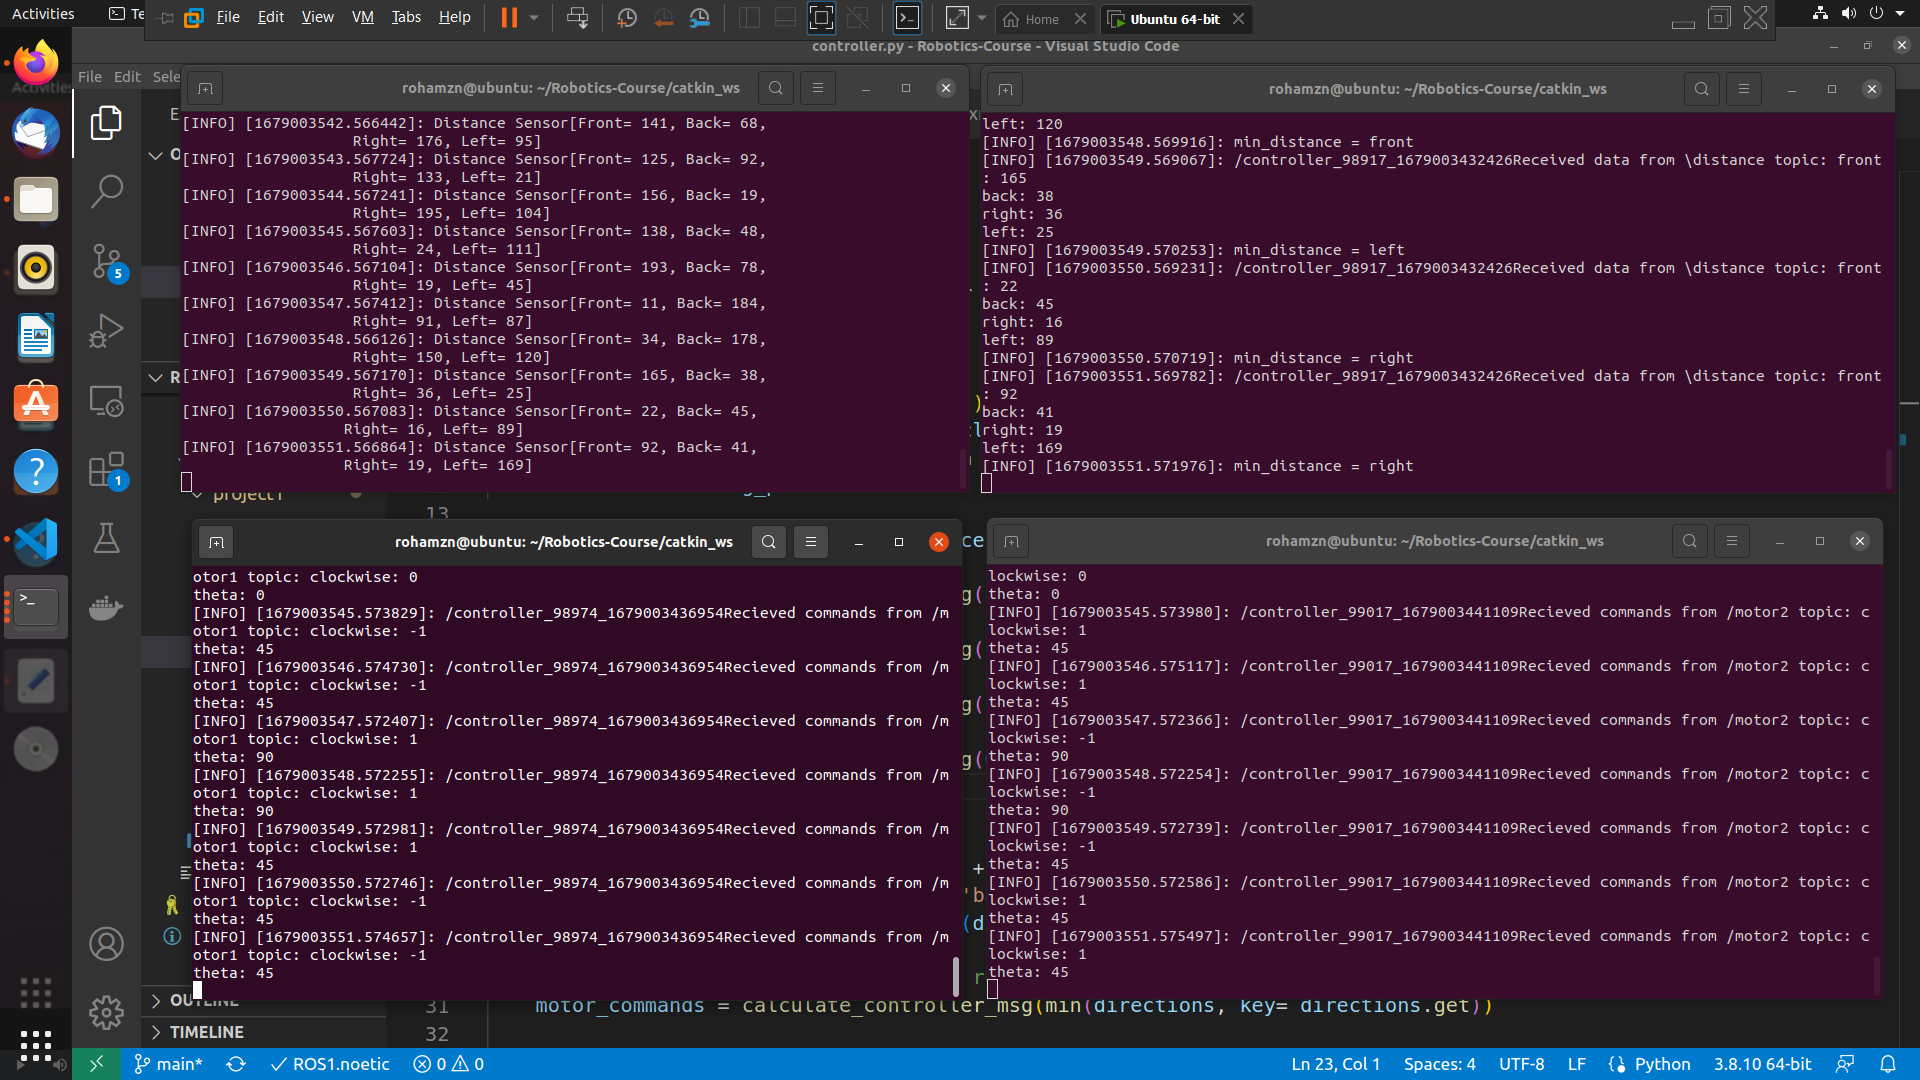 Activities
Te
File Edit View VM Tabs Help
Home
Ubuntu 64-bit
controller.py - Robotics-Course - Visual Studio Code
File Edit Sele
rohamzn@ubuntu: ~/Robotics-Course/catkin_ws
[INFO] [1679003542.566442]: Distance Sensor[Front= 141, Back= 68,
Right= 176, Left= 95]
[INFO] [1679003543.567724]: Distance Sensor[Front= 125, Back= 92,
Right= 133, Left= 21]
[INFO] [1679003544.567241]: Distance Sensor[Front= 156, Back= 19,
Right= 195, Left= 104]
[INFO] [1679003545.567603]: Distance Sensor[Front= 138, Back= 48,
Right= 24, Left= 111]
[INFO] [1679003546.567104]: Distance Sensor[Front= 193, Back= 78,
Right= 19, Left= 45]
[INFO] [1679003547.567412]: Distance Sensor[Front= 11, Back= 184,
Right= 91, Left= 87]
[INFO] [1679003548.566126]: Distance Sensor[Front= 34, Back= 178,
Right= 150, Left= 120]
[INFO] [1679003549.567170]: Distance Sensor[Front= 165, Back= 38,
Right= 36, Left= 25]
[INFO] [1679003550.567083]: Distance Sensor[Front= 22, Back= 45,
Right= 16, Left= 89]
[INFO] [1679003551.566864]: Distance Sensor[Front= 92, Back= 41,
Right= 19, Left= 169]
rohamzn@ubuntu: ~/Robotics-Course/catkin_ws
left: 120
[INFO] [1679003548.569916]: min_distance = front
[INFO] [1679003549.569067]: /controller_98917_1679003432426Received data from \distance topic: front
: 165
back: 38
right: 36
left: 25
[INFO] [1679003549.570253]: min_distance = left
[INFO] [1679003550.569231]: /controller_98917_1679003432426Received data from \distance topic: front
: 22
back: 45
right: 16
left: 89
[INFO] [1679003550.570719]: min_distance = right
[INFO] [1679003551.569782]: /controller_98917_1679003432426Received data from \distance topic: front
: 92
back: 41
right: 19
left: 169
[INFO] [1679003551.571976]: min_distance = right
project1
13
rohamzn@ubuntu: ~/Robotics-Course/catkin_ws
otor1 topic: clockwise: 0
theta: 0
[INFO] [1679003545.573829]: /controller_98974_1679003436954Recieved commands from /m
otor1 topic: clockwise: -1
theta: 45
[INFO] [1679003546.574730]: /controller_98974_1679003436954Recieved commands from /m
otor1 topic: clockwise: -1
theta: 45
[INFO] [1679003547.572407]: /controller_98974_1679003436954Recieved commands from /m
otor1 topic: clockwise: 1
theta: 90
[INFO] [1679003548.572255]: /controller_98974_1679003436954Recieved commands from /m
otor1 topic: clockwise: 1
theta: 90
[INFO] [1679003549.572981]: /controller_98974_1679003436954Recieved commands from /m
otor1 topic: clockwise: 1
theta: 45
[INFO] [1679003550.572746]: /controller_98974_1679003436954Recieved commands from /m
otor1 topic: clockwise: -1
theta: 45
[INFO] [1679003551.574657]: /controller_98974_1679003436954Recieved commands from /m
otor1 topic: clockwise: -1
theta: 45
rohamzn@ubuntu: ~/Robotics-Course/catkin_ws
lockwise: 0
theta: 0
[INFO] [1679003545.573980]: /controller_99017_1679003441109Recieved commands from /motor2 topic: c
lockwise: 1
theta: 45
[INFO] [1679003546.575117]: /controller_99017_1679003441109Recieved commands from /motor2 topic: c
lockwise: 1
theta: 45
[INFO] [1679003547.572366]: /controller_99017_1679003441109Recieved commands from /motor2 topic: c
lockwise: -1
theta: 90
[INFO] [1679003548.572254]: /controller_99017_1679003441109Recieved commands from /motor2 topic: c
lockwise: -1
theta: 90
[INFO] [1679003549.572739]: /controller_99017_1679003441109Recieved commands from /motor2 topic: c
lockwise: -1
theta: 45
[INFO] [1679003550.572586]: /controller_99017_1679003441109Recieved commands from /motor2 topic: c
lockwise: 1
theta: 45
[INFO] [1679003551.575497]: /controller_99017_1679003441109Recieved commands from /motor2 topic: c
lockwise: 1
theta: 45
OUTLINE
31 motor_commands = calculate_controller_msg(min(directions, key= directions.get))
TIMELINE
32
main* ROS1.noetic 0 0 Ln 23, Col 1 Spaces: 4 UTF-8 LF Python 3.8.10 64-bit